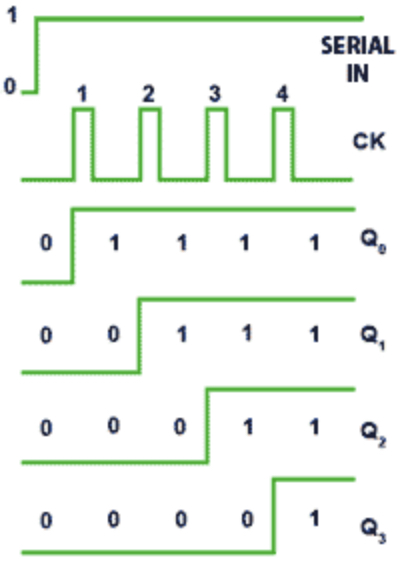 1
SERIAL
IN
0
1 2 3 4
CK
0 1 1 1 1 Q0
0 0 1 1 1 Q1
0 0 0 1 1 Q2
0 0 0 0 1 Q3